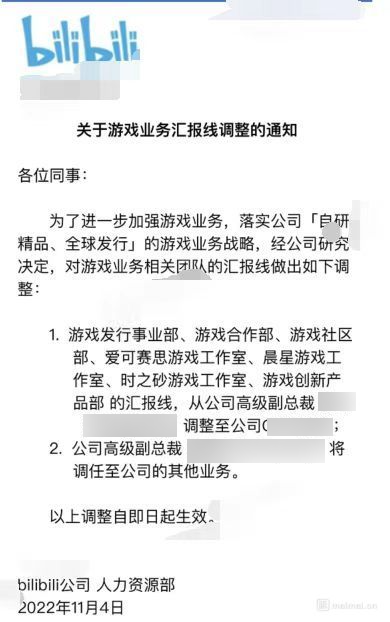 bilibili
关于游戏业务汇报线调整的通知
各位同事：
为了进一步加强游戏业务，落实公司「自研
精品、全球发行」的游戏业务战略，经公司研究
决定，对游戏业务相关团队的汇报线做出如下调
整：
1. 游戏发行事业部、游戏合作部、游戏社区
部、爱可赛思游戏工作室、晨星游戏工
作室、时之砂游戏工作室、游戏创新产
品部 的汇报线，从公司高级副总裁
调整至公司C ；
2. 公司高级副总裁 将
调任至公司的其他业务。
以上调整自即日起生效。
bilibili公司 人力资源部
2022年11月4日
maimai.cn